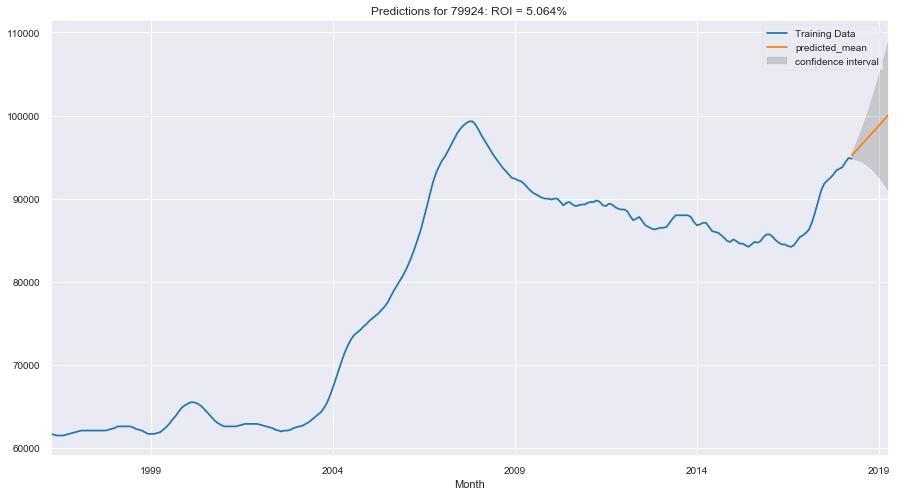 Predictions for 79924: ROI = 5.064%
110000
100000
90000
80000
70000
60000
Training Data
predicted_mean
confidence interval
1999
2004
2009
2014
2019
Month